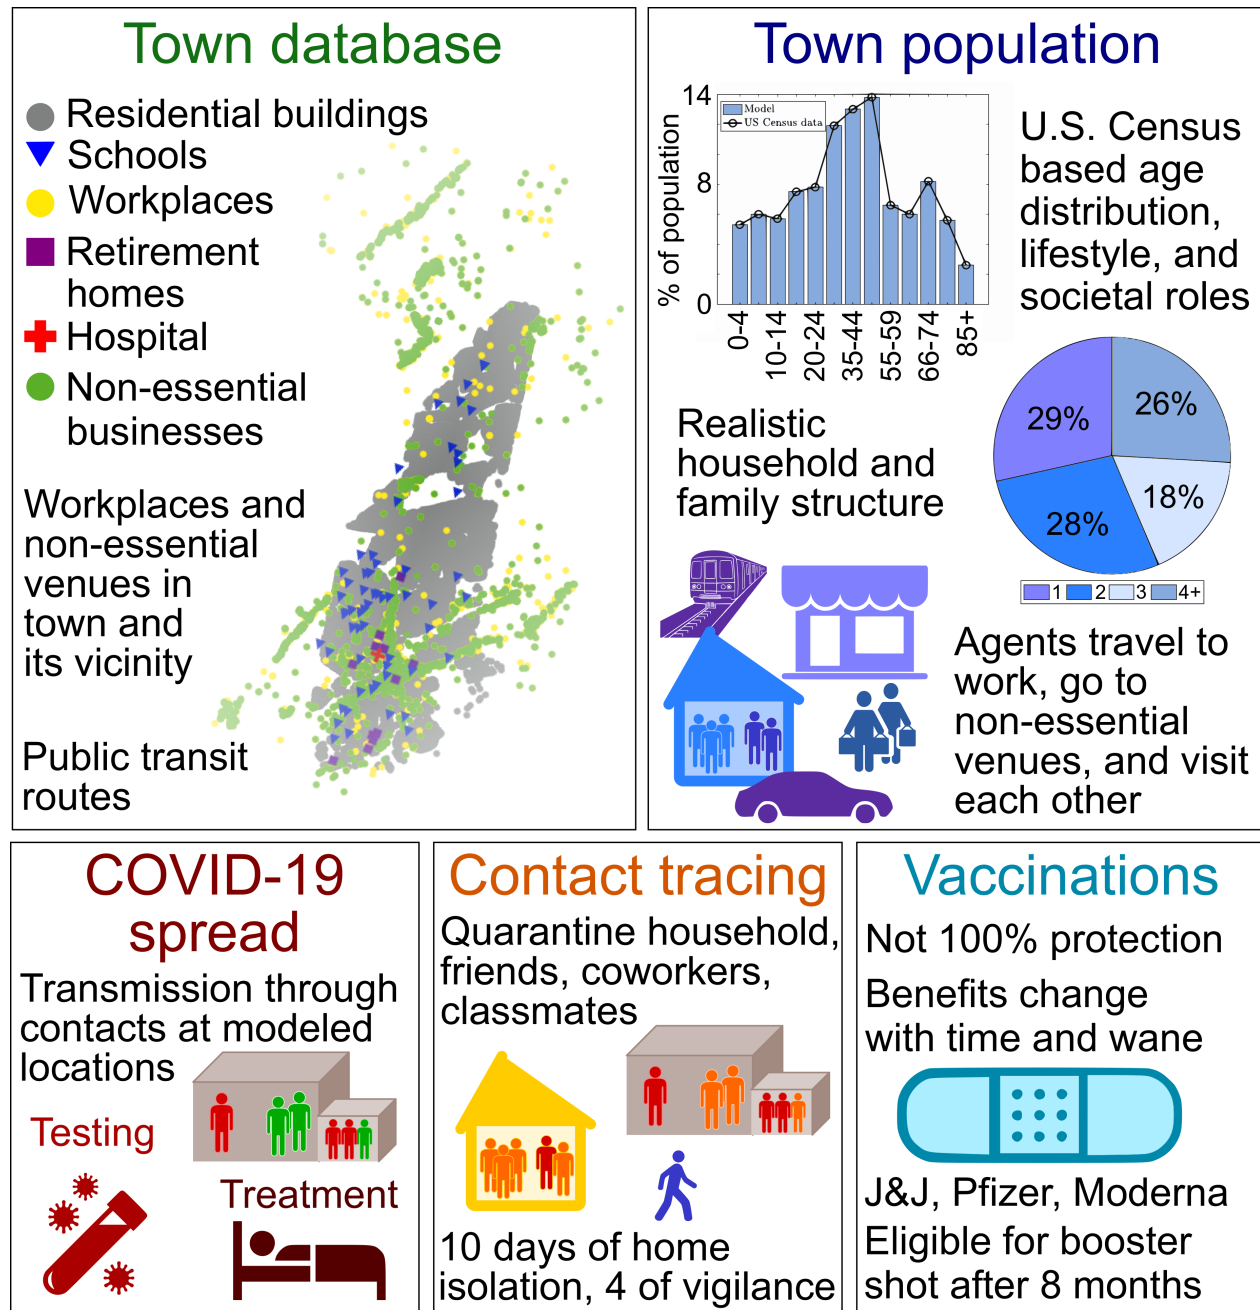 Town database
Residential buildings
Schools
Workplaces
Retirement
homes
Hospital
Non-essential
businesses
Workplaces and
non-essential
venues in
town and
its vicinity
Public transit
routes
Town population
% of population
14
8
0
Model
US Census data
0-4
10-14
20-24
35-44
55-59
66-74
85+
U.S. Census
based age
distribution,
lifestyle, and
societal roles
Realistic
household and
family structure
29%
26%
18%
28%
1 2 3 4+
Agents travel to
work, go to
non-essential
venues, and visit
each other
COVID-19
spread
Transmission through
contacts at modeled
locations
Testing
Treatment
Contact tracing
Quarantine household,
friends, coworkers,
classmates
10 days of home
isolation, 4 of vigilance
Vaccinations
Not 100% protection
Benefits change
with time and wane
J&J, Pfizer, Moderna
Eligible for booster
shot after 8 months